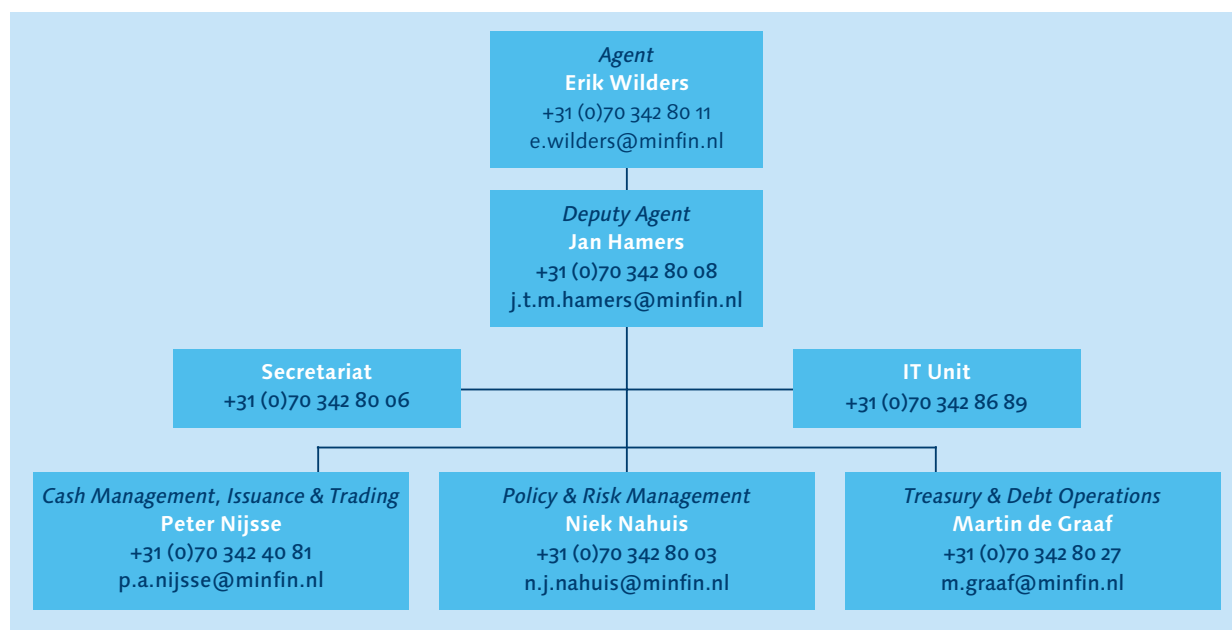 Agent
Erik Wilders
+31 (0)70 342 80 11
e.wilders@minfin.nl
Deputy Agent
Jan Hamers
+31 (0)70 342 80 08
j.t.m.hamers@minfin.nl
Secretariat
+31 (0)70 342 80 06
IT Unit
+31 (0)70 342 86 89
Cash Management, Issuance & Trading
Peter Nijsse
+31 (0)70 342 40 81
p.a.nijsse@minfin.nl
Policy & Risk Management
Niek Nahuis
+31 (0)70 342 80 03
n.j.nahuis@minfin.nl
Treasury & Debt Operations
Martin de Graaf
+31 (0)70 342 80 27
m.graaf@minfin.nl